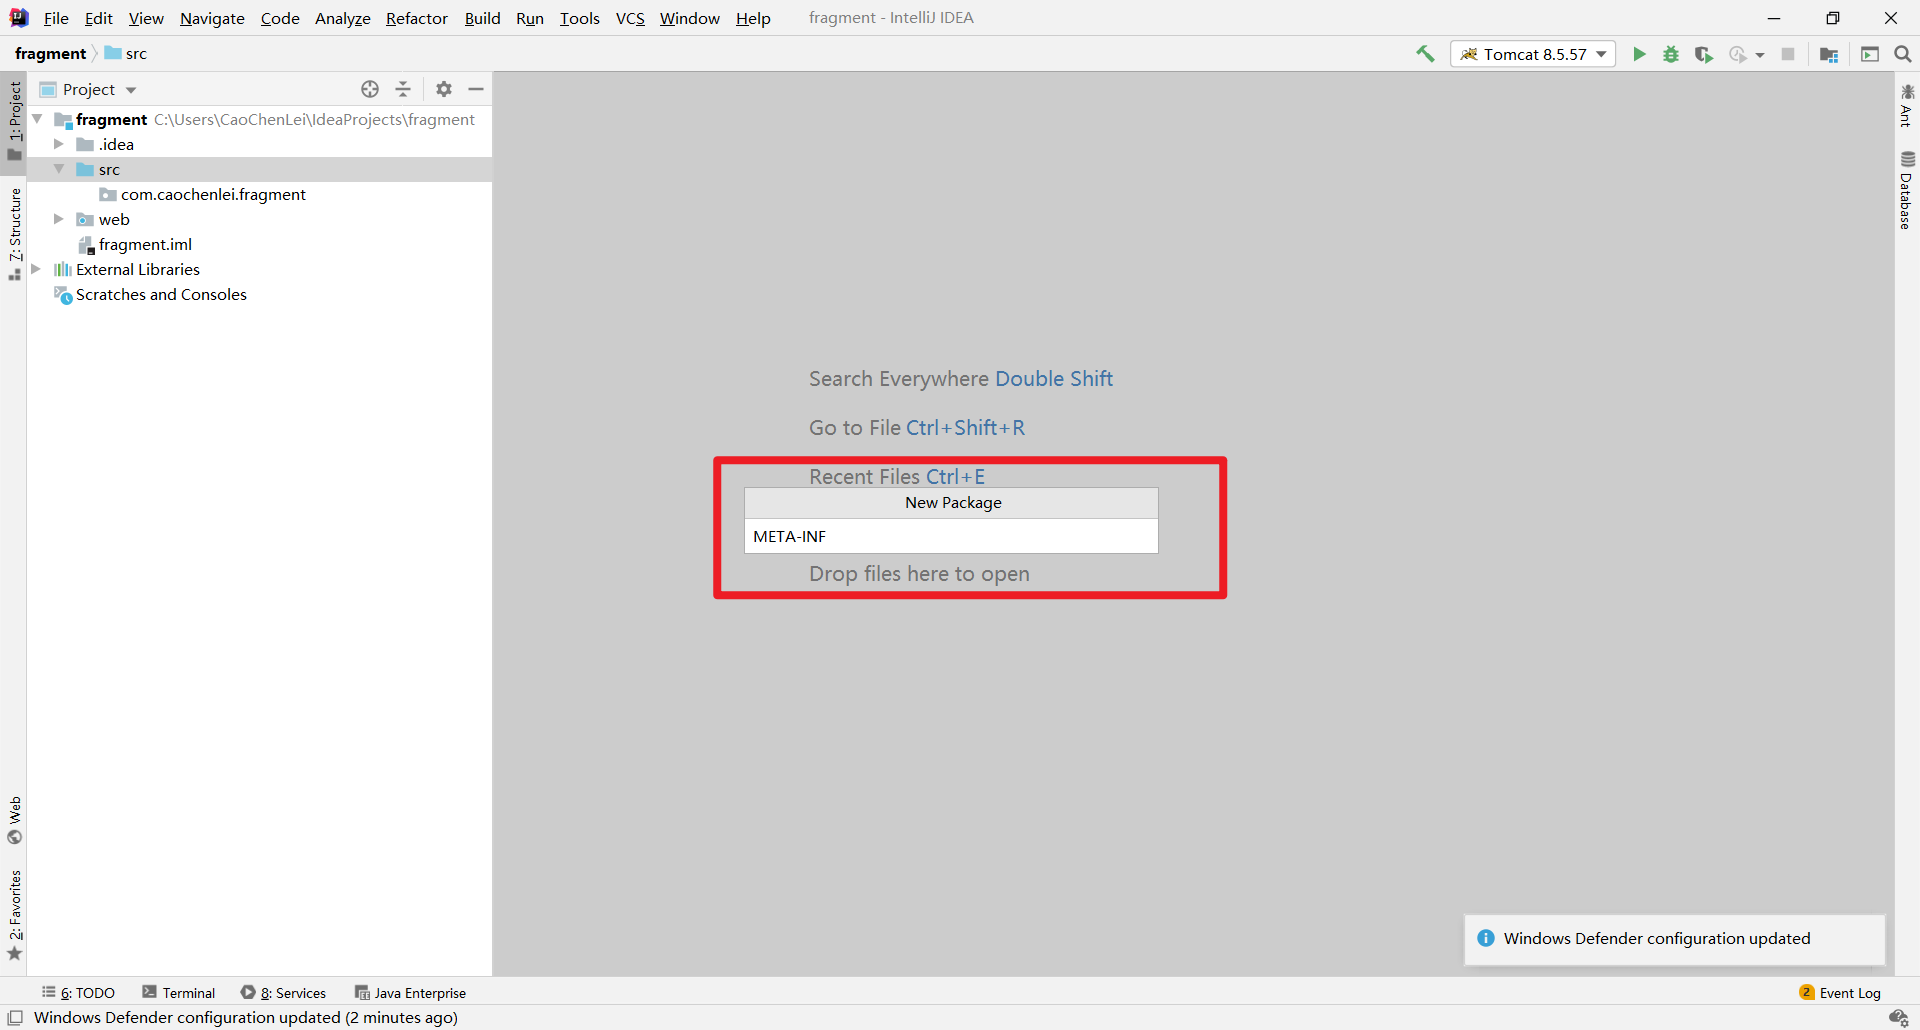 File Edit View Navigate Code Analyze Refactor Build Run Tools VCS Window Help fragment - IntelliJ IDEA
fragment src
Tomcat 8.5.57
1: Project
7: Structure
Web
2: Favorites
Project
fragment C:\Users\CaoChenLei\IdeaProjects\fragment
.idea
src
com.caochenlei.fragment
web
fragment.iml
External Libraries
Scratches and Consoles
Search Everywhere Double Shift
Go to File Ctrl+Shift+R
Recent Files Ctrl+E
New Package
META-INF
Drop files here to open
Ant
Database
Windows Defender configuration updated
6: TODO Terminal 8: Services Java Enterprise 2 Event Log
Windows Defender configuration updated (2 minutes ago)